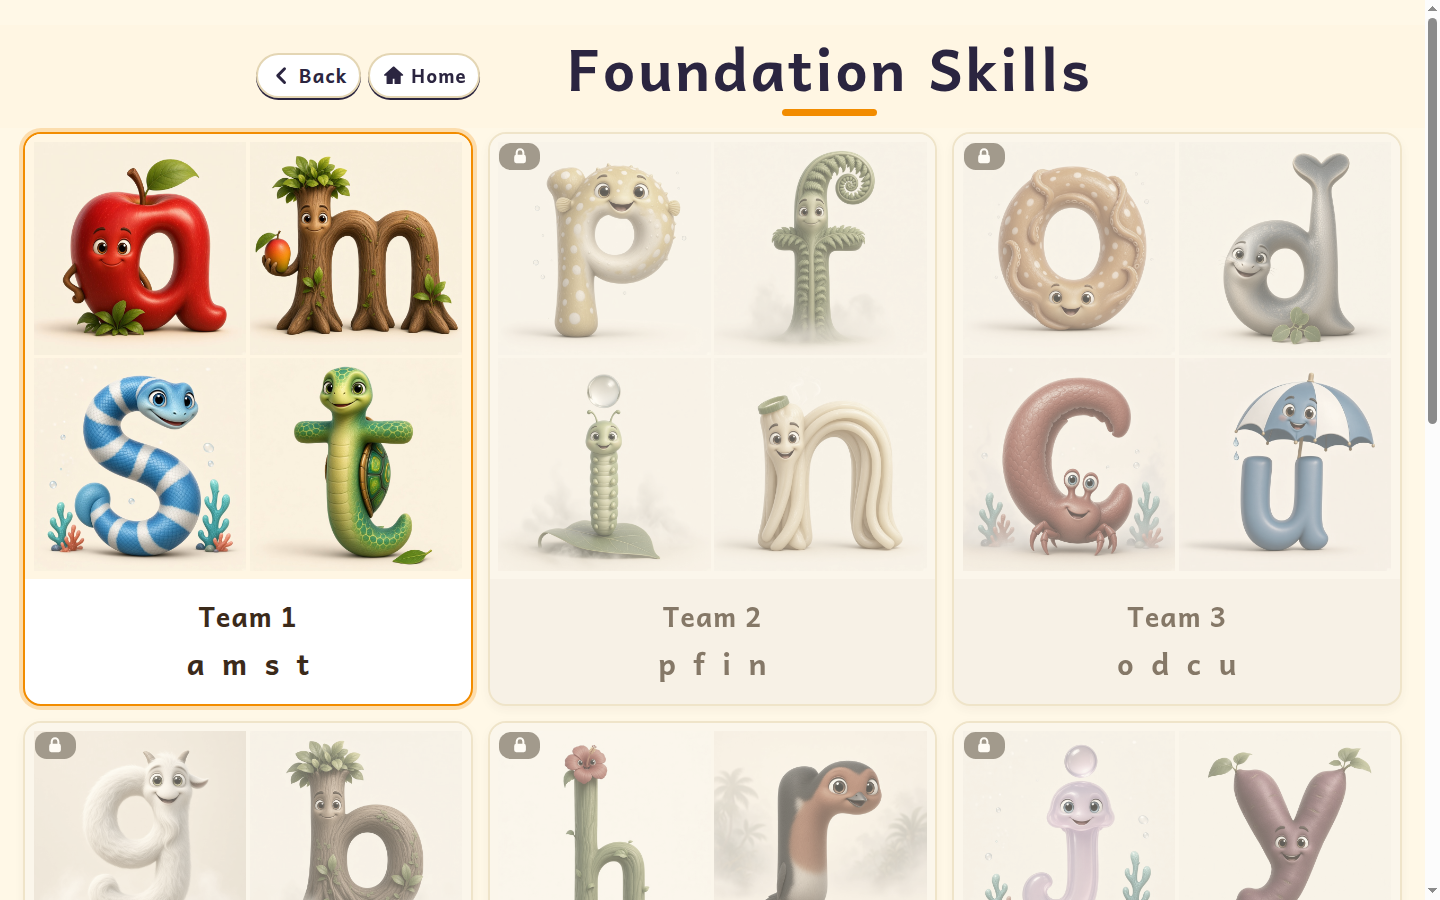 Back
Home
Foundation Skills
Team 1
a m s t
Team 2
p f i n
Team 3
o d c u